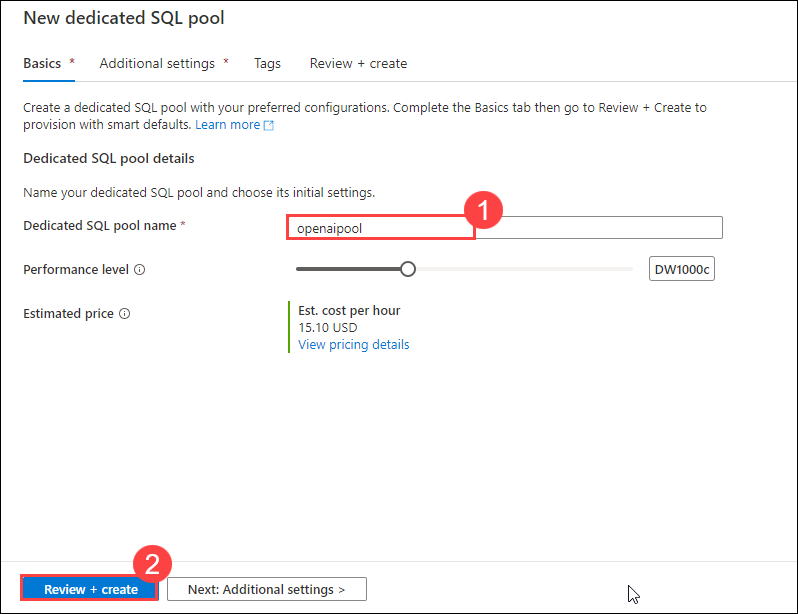 New dedicated SQL pool
Basics * Additional settings * Tags Review + create
Create a dedicated SQL pool with your preferred configurations. Complete the Basics tab then go to Review + Create to
provision with smart defaults. Learn more
Dedicated SQL pool details
Name your dedicated SQL pool and choose its initial settings.
Dedicated SQL pool name * openaipool 1
Performance level DW1000c
Estimated price Est. cost per hour
15.10 USD
View pricing details
2
Review + create Next: Additional settings >